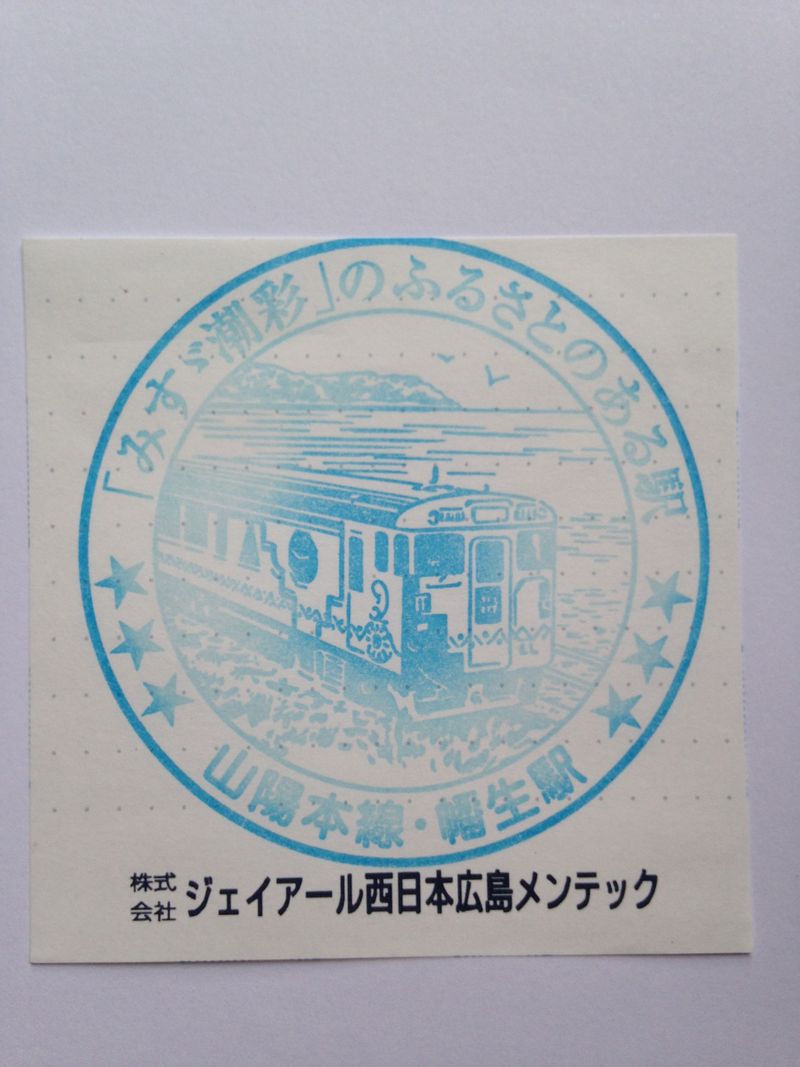 「みすゞ潮彩」のふるさとのある駅
山陽本線・幡生駅
株式会社 ジェイアール西日本広島メンテック